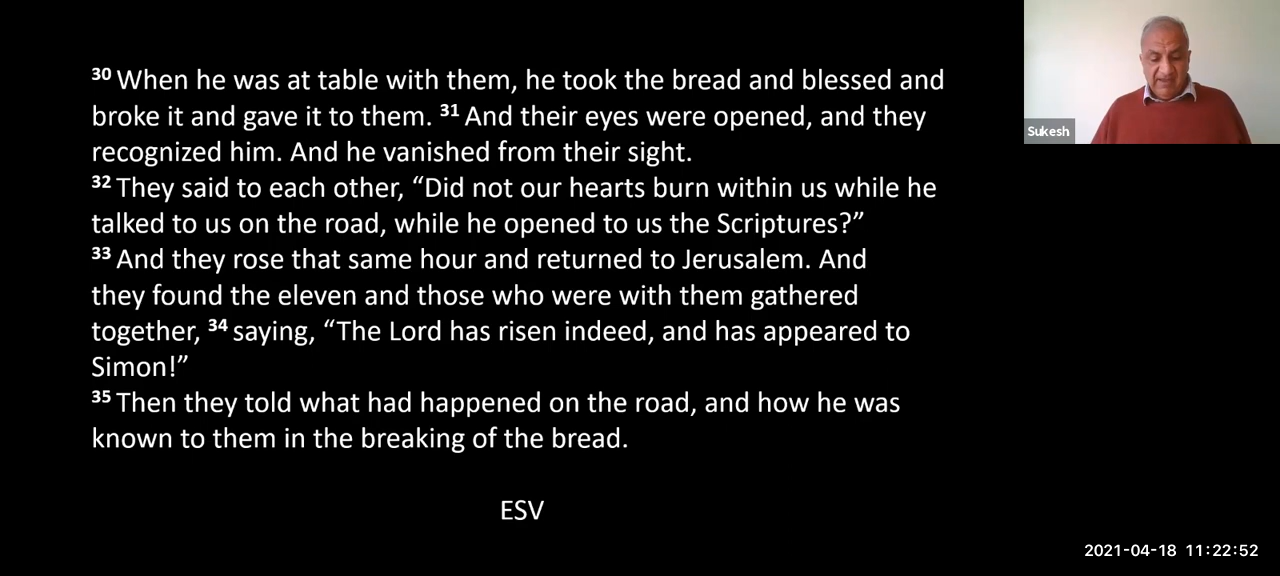 30 When he was at table with them, he took the bread and blessed and
broke it and gave it to them. 31 And their eyes were opened, and they
recognized him. And he vanished from their sight.
32 They said to each other, “Did not our hearts burn within us while he
talked to us on the road, while he opened to us the Scriptures?”
33 And they rose that same hour and returned to Jerusalem. And
they found the eleven and those who were with them gathered
together, 34 saying, “The Lord has risen indeed, and has appeared to
Simon!”
35 Then they told what had happened on the road, and how he was
known to them in the breaking of the bread.
ESV
Sukesh
2021-04-18 11:22:52